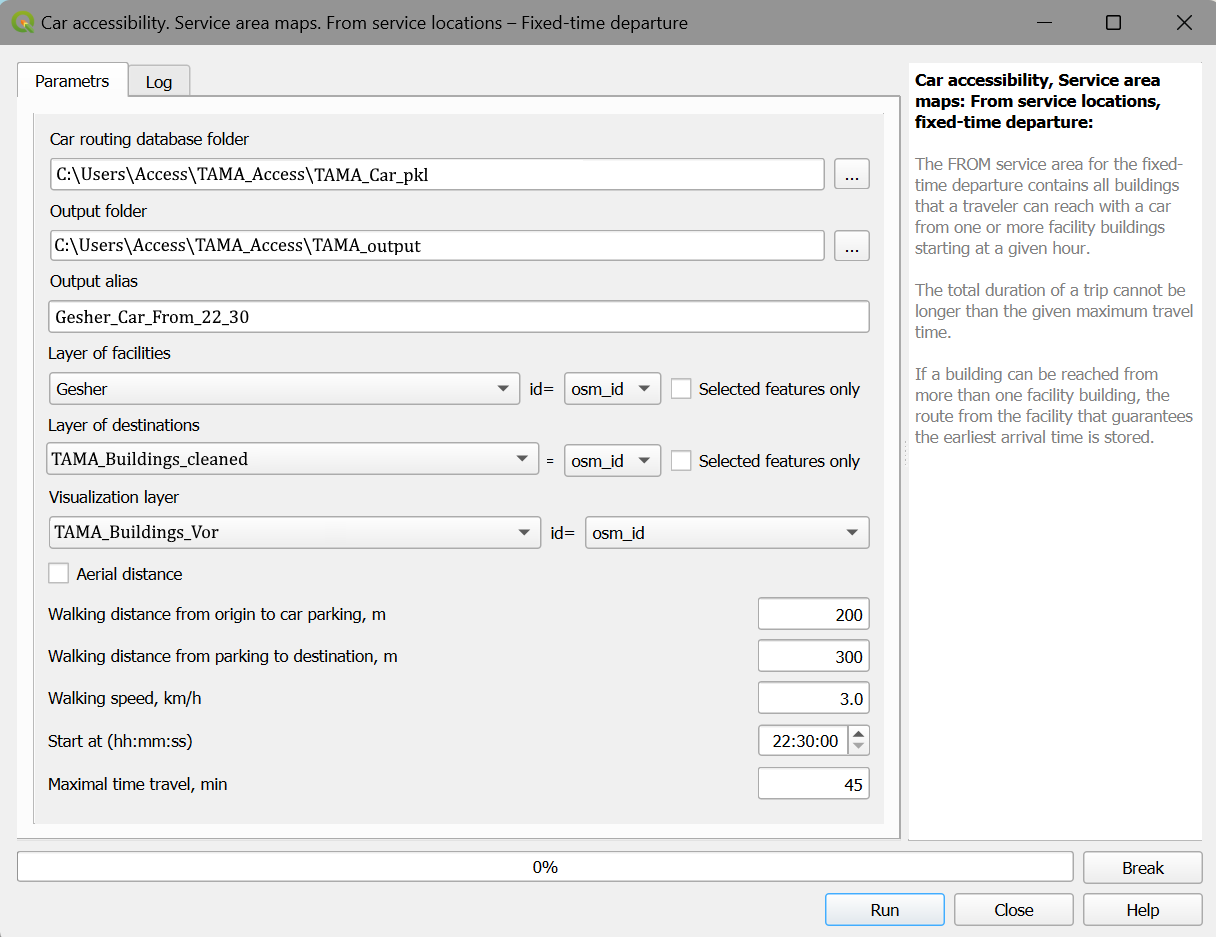 Car accessibility. Service area maps. From service locations – Fixed-time departure
Parametrs
Log
Car routing database folder
C:\Users\Access\TAMA_Access\TAMA_Car_pkl
...
Output folder
C:\Users\Access\TAMA_Access\TAMA_output
...
Output alias
Gesher_Car_From_22_30
Layer of facilities
Gesher id= osm_id Selected features only
Layer of destinations
TAMA_Buildings_cleaned = osm_id Selected features only
Visualization layer
TAMA_Buildings_Vor id= osm_id
Aerial distance
Walking distance from origin to car parking, m 200
Walking distance from parking to destination, m 300
Walking speed, km/h 3.0
Start at (hh:mm:ss) 22:30:00
Maximal time travel, min 45
Car accessibility, Service area
maps: From service locations,
fixed-time departure:
The FROM service area for the fixed-
time departure contains all buildings
that a traveler can reach with a car
from one or more facility buildings
starting at a given hour.
The total duration of a trip cannot be
longer than the given maximum travel
time.
If a building can be reached from
more than one facility building, the
route from the facility that guarantees
the earliest arrival time is stored.
0%
Break
Run
Close
Help